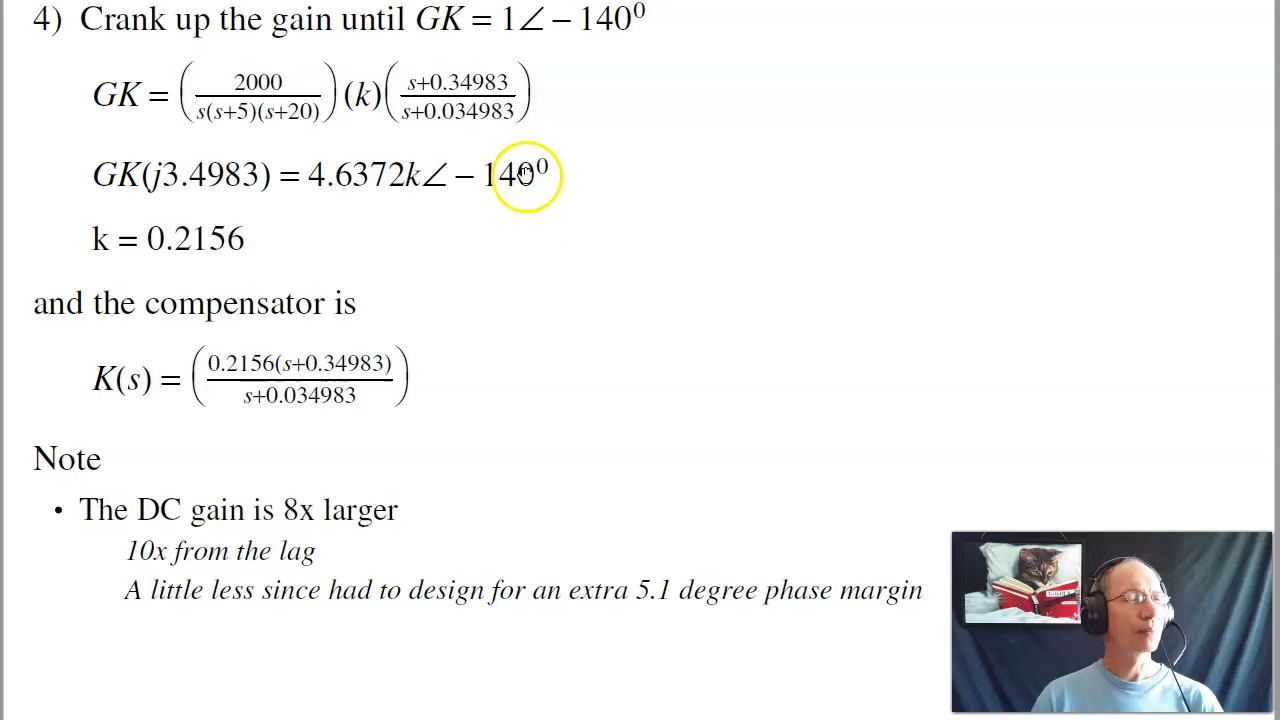 4) Crank up the gain until GK = 1∠ − 140⁰
GK = (2000 / s(s+5)(s+20)) (k) (s+0.34983 / s+0.034983)
GK(j3.4983) = 4.6372k∠ − 140⁰
k = 0.2156
and the compensator is
K(s) = (0.2156(s+0.34983) / s+0.034983)
Note
• The DC gain is 8x larger
10x from the lag
A little less since had to design for an extra 5.1 degree phase margin